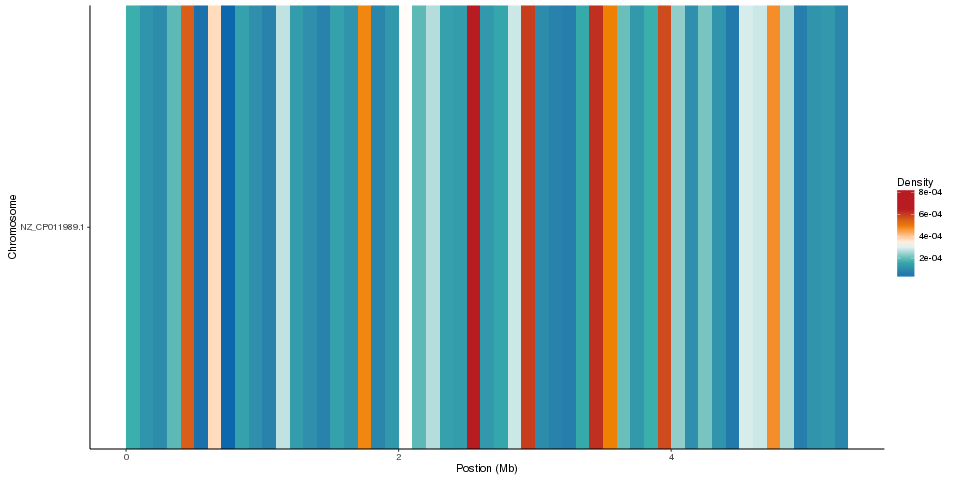 Chromosome
NZ_CP011989.1
0
2
4
Postion (Mb)
Density
8e-04
6e-04
4e-04
2e-04